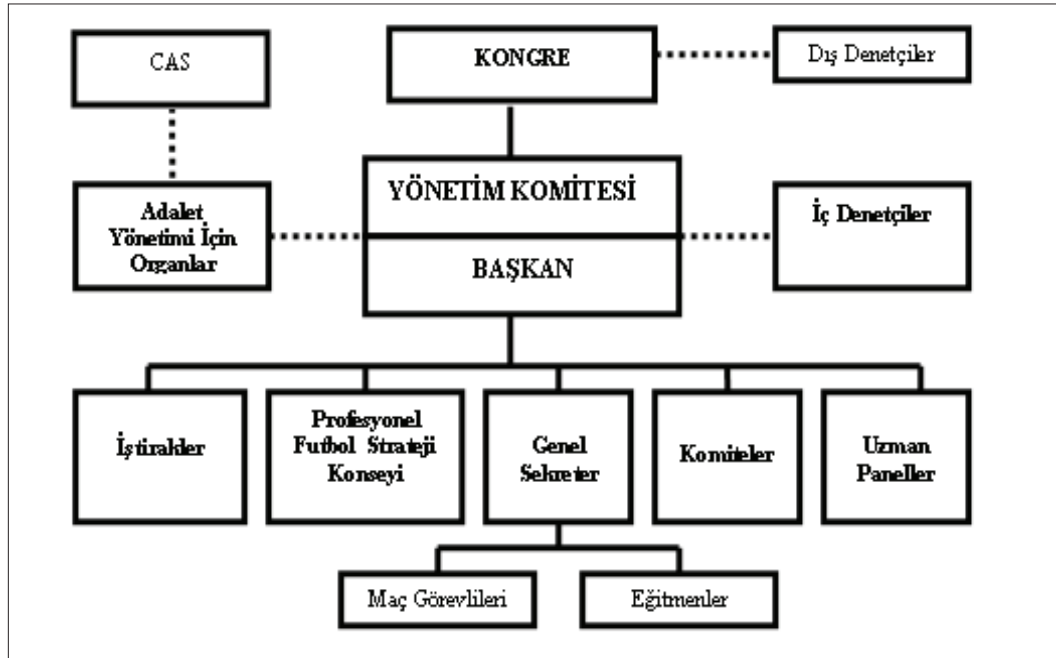 CAS
KONGRE
Dış Denetçiler
Adalet
Yönetimi İçin
Organlar
YÖNETİM KOMİTESİ
BAŞKAN
İç Denetçiler
İştirakler
Profesyonel
Futbol Strateji
Konseyi
Genel
Sekreter
Komiteler
Uzman
Paneller
Maç Görevlileri
Eğitmenler